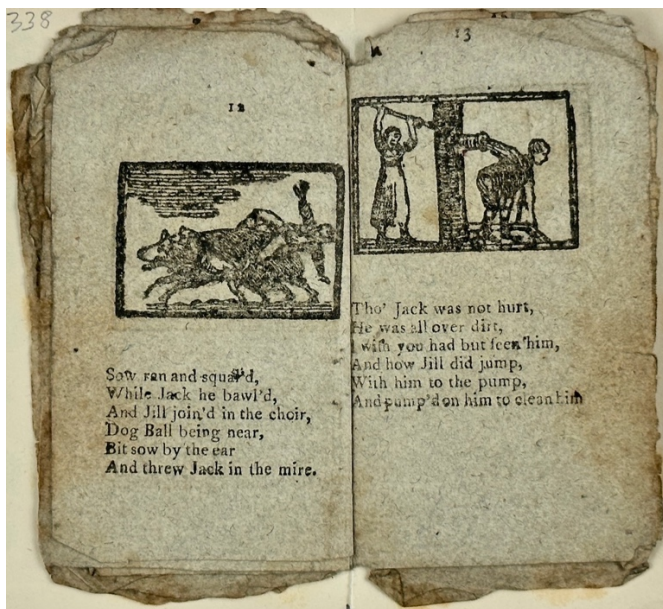 338
12
Sow ran and squal'd,
While Jack he bawl'd,
And Jill join'd in the choir,
Dog Ball being near,
Bit sow by the ear
And threw Jack in the mire.
13
Tho' Jack was not hurt,
He was all over dirt,
I wiſh you had but ſeen him,
And how Jill did jump,
With him to the pump,
And pump'd on him to clean him